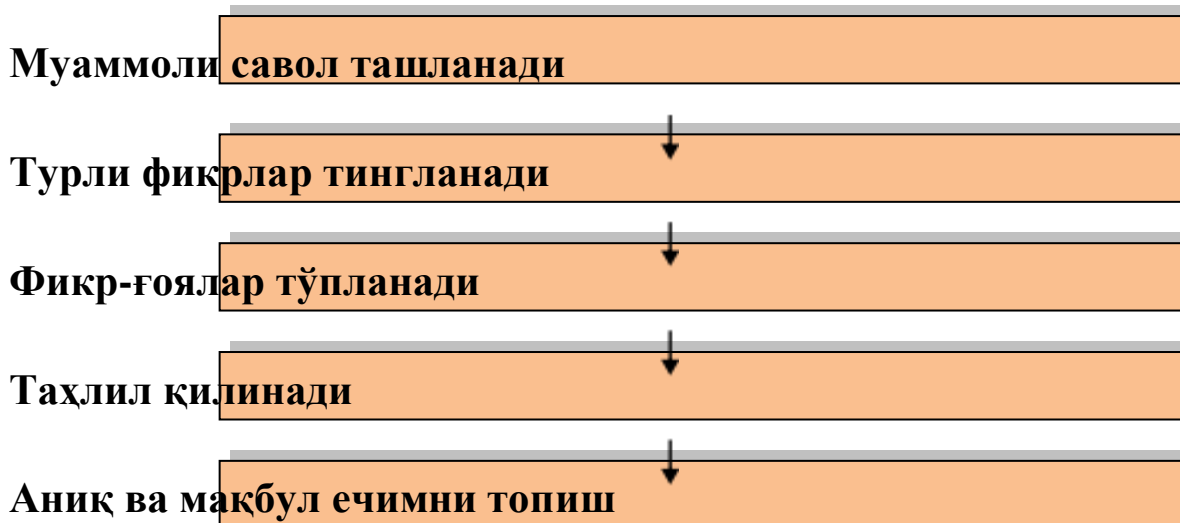 Муаммоли савол ташланади
Турли фикрлар тингланади
Фикр-ғоялар тўпланади
Таҳлил қилинади
Аниқ ва мақбул ечимни топиш